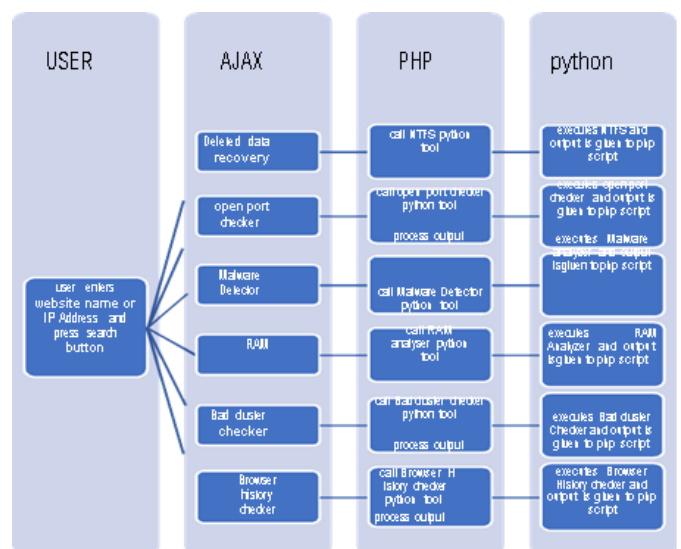 USER
AJAX
PHP
python
user enters
website name or
IP Address and
press search
button
Deleted data
recovery
call NTFS python
tool
executes NTFS and
output is given to php
script
open port
checker
call open port checker
python tool
process output
executes open port
checker and output is
given to php script
Malware
Detector
call Malware Detector
python tool
executes Malware
analyser and output
is given to php script
RAM
call RAM
analyser python
tool
executes RAM
Analyzer and output
is given to php script
Bad cluster
checker
call Bad cluster checker
python tool
process output
executes Bad cluster
Checker and output is
given to php script
Browser
history
checker
call Browser H
istory checker
python tool
process output
executes Browser
History checker and
output is given to php
script